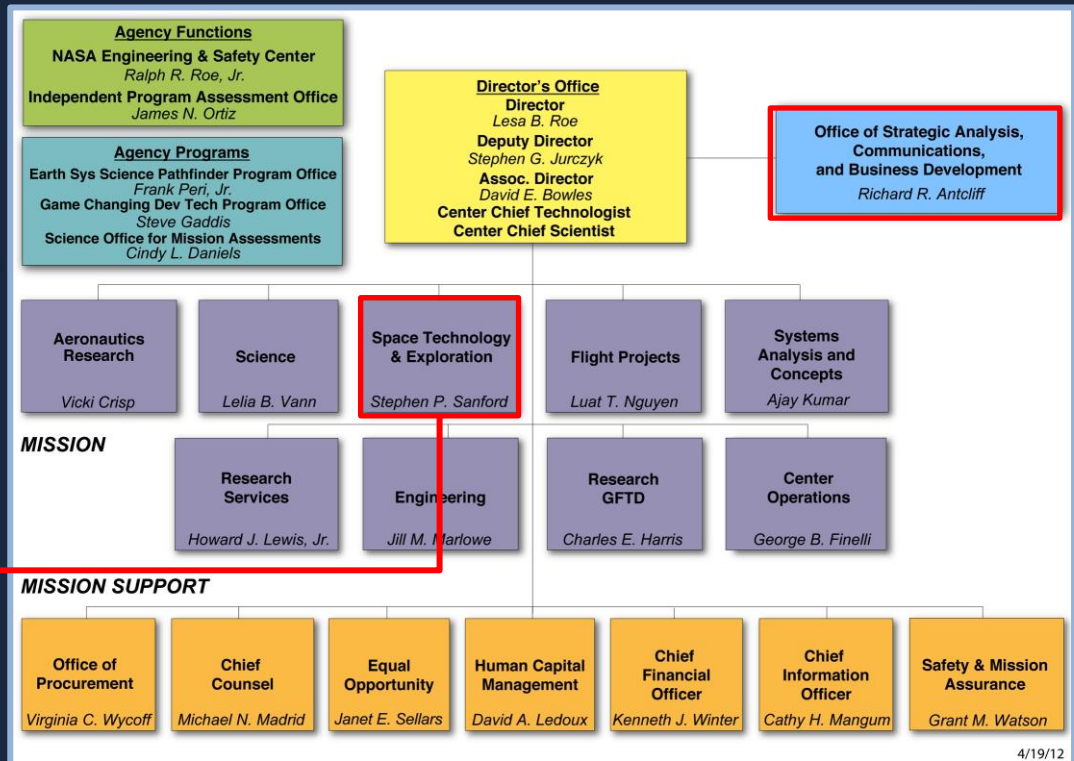 Agency Functions
NASA Engineering & Safety Center
Ralph R. Roe, Jr.
Independent Program Assessment Office
James N. Ortiz
Agency Programs
Earth Sys Science Pathfinder Program Office
Frank Peri, Jr.
Game Changing Dev Tech Program Office
Steve Gaddis
Science Office for Mission Assessments
Cindy L. Daniels
Director's Office
Director
Lesa B. Roe
Deputy Director
Stephen G. Jurczyk
Assoc. Director
David E. Bowles
Center Chief Technologist
Center Chief Scientist
Office of Strategic Analysis,
Communications,
and Business Development
Richard R. Antcliff
Aeronautics
Research
Vicki Crisp
Science
Lelia B. Vann
Space Technology
& Exploration
Stephen P. Sanford
Flight Projects
Luat T. Nguyen
Systems
Analysis and
Concepts
Ajay Kumar
MISSION
Research
Services
Howard J. Lewis, Jr.
Engineering
Jill M. Marlowe
Research
GFTD
Charles E. Harris
Center
Operations
George B. Finelli
MISSION SUPPORT
Office of
Procurement
Virginia C. Wycoff
Chief
Counsel
Michael N. Madrid
Equal
Opportunity
Janet E. Sellars
Human Capital
Management
David A. Ledoux
Chief
Financial
Officer
Kenneth J. Winter
Chief
Information
Officer
Cathy H. Mangum
Safety & Mission
Assurance
Grant M. Watson
4/19/12